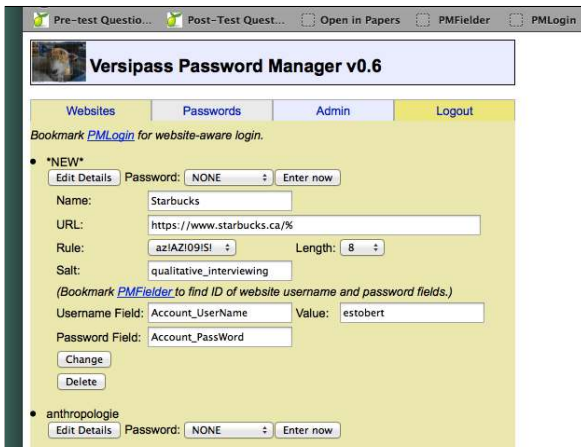 Pre-test Questio... Post-Test Quest... Open in Papers PMFielder PMLogin
Versipass Password Manager v0.6
Websites Passwords Admin Logout
Bookmark PMLogin for website-aware login.
*NEW*
Edit Details Password: NONE Enter now
Name: Starbucks
URL: https://www.starbucks.ca/%
Rule: az!AZ!09!S! Length: 8
Salt: qualitative_interviewing
(Bookmark PMFielder to find ID of website username and password fields.)
Username Field: Account_UserName Value: estobert
Password Field: Account_PassWord
Change
Delete
anthropologie
Edit Details Password: NONE Enter now